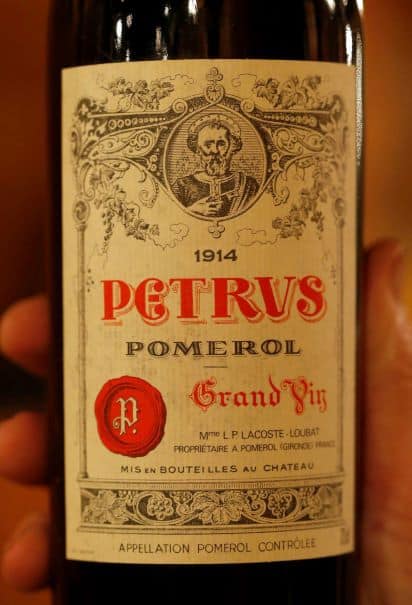 1914
PETRVS
POMEROL
Grand Vin
P.
Mme L.P. LACOSTE-LOUBAT
PROPRIÉTAIRE A POMEROL (GIRONDE) FRANCE
MIS EN BOUTEILLES AU CHATEAU
APPELLATION POMEROL CONTRÔLÉE